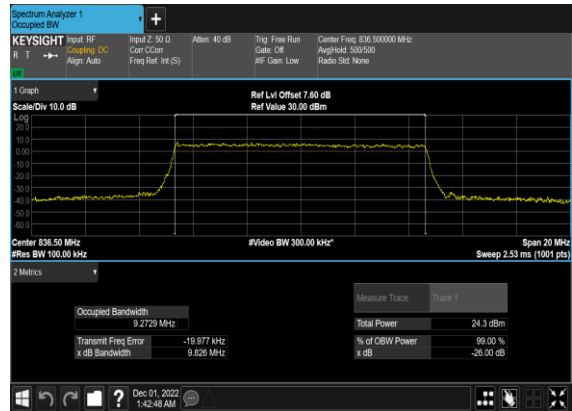 Spectrum Analyzer 1
Occupied BW
+
KEYSIGHT
R T
LW
Input: RF
Coupling: DC
Align: Auto
Input Z: 50 Ω
Corr CCorr
Freq Ref: Int (S)
Atten: 40 dB
Trig: Free Run
Gate: Off
#IF Gain: Low
Center Freq: 836.500000 MHz
Avg|Hold: 500/500
Radio Std: None
1 Graph
Scale/Div 10.0 dB
Ref Lvl Offset 7.60 dB
Ref Value 30.00 dBm
Log
20.0
10.0
0.00
-10.0
-20.0
-30.0
-40.0
-50.0
-60.0
Center 836.50 MHz
#Res BW 100.00 kHz
#Video BW 300.00 kHz*
Span 20 MHz
Sweep 2.53 ms (1001 pts)
2 Metrics
Measure Trace Trace 1
Occupied Bandwidth
9.2729 MHz
Total Power 24.3 dBm
Transmit Freq Error -19.977 kHz
% of OBW Power 99.00 %
x dB Bandwidth 9.826 MHz
x dB -26.00 dB
?
Dec 01, 2022
1:42:48 AM